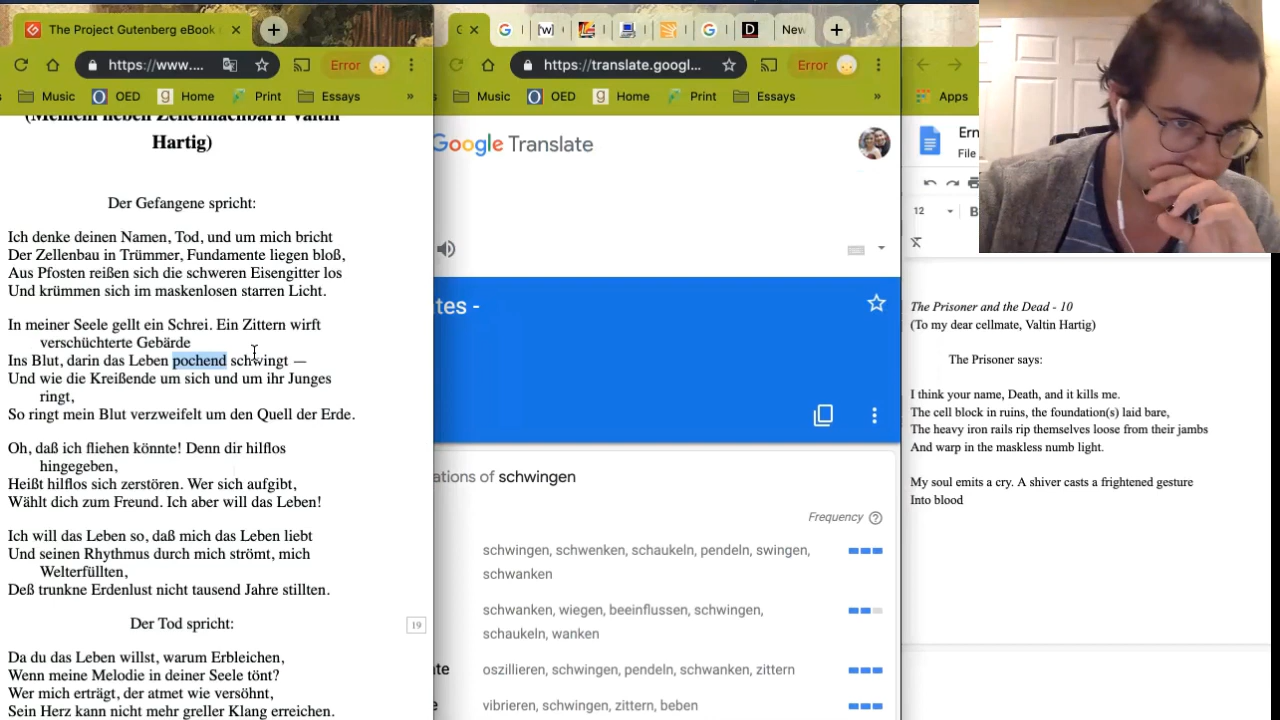 The Project Gutenberg eBook
New
https://www....
Error
https://translate.googl...
Error
Music
OED
Home
Print
Essays
»
Music
OED
Home
Print
Essays
»
Apps
(Meinem lieben Zellennachbarn Valtin
Hartig)
Der Gefangene spricht:
Ich denke deinen Namen, Tod, und um mich bricht
Der Zellenbau in Trümmer, Fundamente liegen bloß,
Aus Pfosten reißen sich die schweren Eisengitter los
Und krümmen sich im maskenlosen starren Licht.
In meiner Seele gellt ein Schrei. Ein Zittern wirft
verschüchterte Gebärde
Ins Blut, darin das Leben pochend schwingt —
Und wie die Kreißende um sich und um ihr Junges
ringt,
So ringt mein Blut verzweifelt um den Quell der Erde.
Oh, daß ich fliehen könnte! Denn dir hilflos
hingegeben,
Heißt hilflos sich zerstören. Wer sich aufgibt,
Wählt dich zum Freund. Ich aber will das Leben!
Ich will das Leben so, daß mich das Leben liebt
Und seinen Rhythmus durch mich strömt, mich
Welterfüllten,
Deß trunkne Erdenlust nicht tausend Jahre stillten.
Der Tod spricht:
19
Da du das Leben willst, warum Erbleichen,
Wenn meine Melodie in deiner Seele tönt?
Wer mich erträgt, der atmet wie versöhnt,
Sein Herz kann nicht mehr greller Klang erreichen.
Google Translate
tes -
ations of schwingen
Frequency
schwingen, schwenken, schaukeln, pendeln, swingen,
schwanken
schwanken, wiegen, beeinflussen, schwingen,
schaukeln, wanken
te
oszillieren, schwingen, pendeln, schwanken, zittern
e
vibrieren, schwingen, zittern, beben
Ern
File
12
B
The Prisoner and the Dead - 10
(To my dear cellmate, Valtin Hartig)
The Prisoner says:
I think your name, Death, and it kills me.
The cell block in ruins, the foundation(s) laid bare,
The heavy iron rails rip themselves loose from their jambs
And warp in the maskless numb light.
My soul emits a cry. A shiver casts a frightened gesture
Into blood